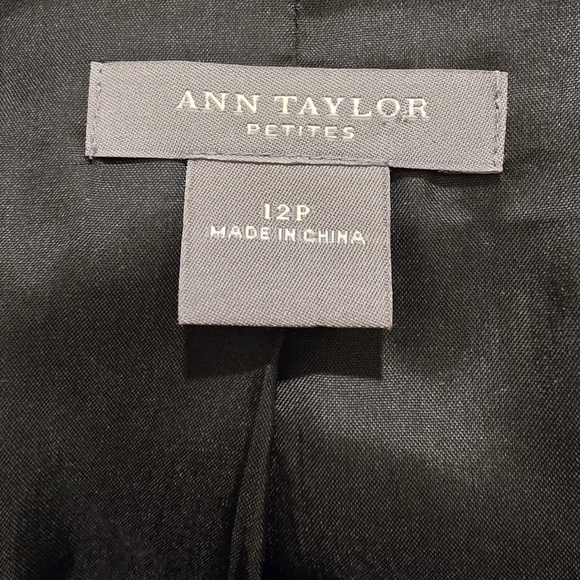 ANN TAYLOR
PETITES
12P
MADE IN CHINA